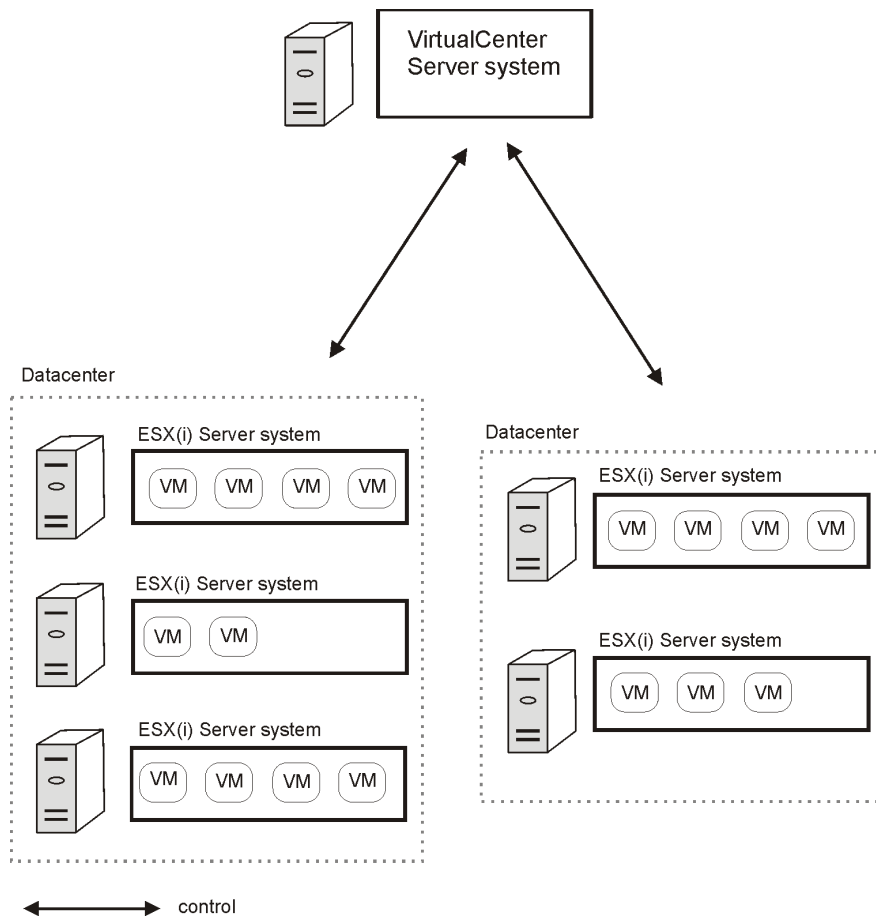 VirtualCenter
Server system
Datacenter
ESX(i) Server system
VM VM VM VM
ESX(i) Server system
VM VM
ESX(i) Server system
VM VM VM VM
Datacenter
ESX(i) Server system
VM VM VM VM
ESX(i) Server system
VM VM VM
control